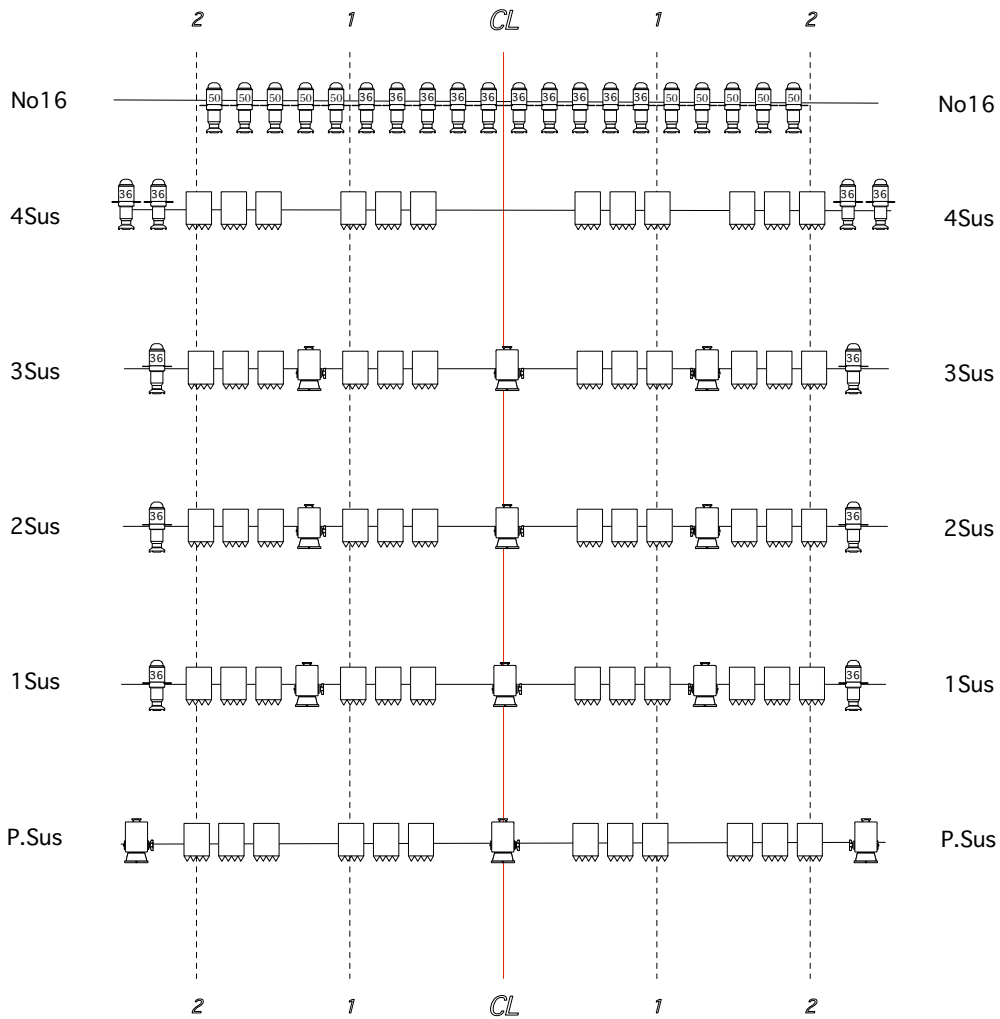 2 1 CL 1 2
No16 50 50 50 50 50 36 36 36 36 36 36 36 36 36 36 50 50 50 50 50 No16
4Sus 36 36 36 36 4Sus
3Sus 36 36 3Sus
2Sus 36 36 2Sus
1Sus 36 36 1Sus
P.Sus P.Sus
2 1 CL 1 2